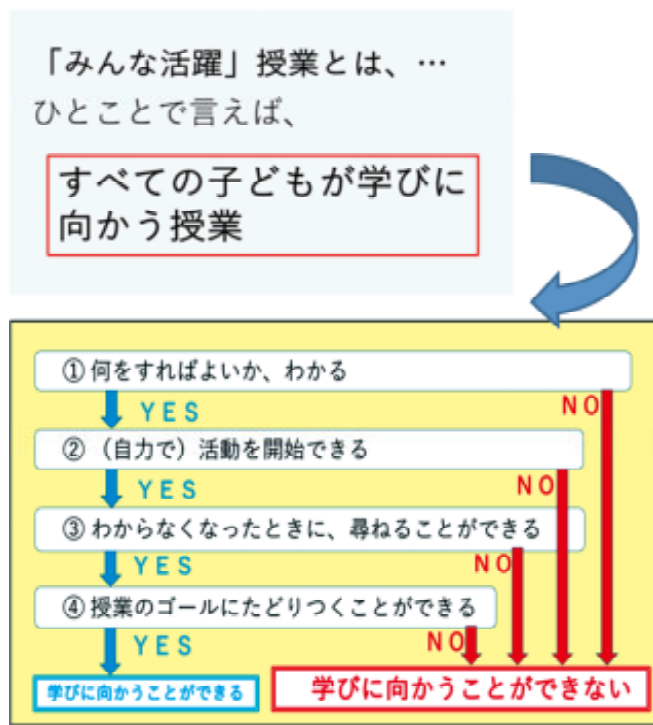 「みんな活躍」授業とは、…
ひとことで言えば、
すべての子どもが学びに
向かう授業
①何をすればよいか、わかる
YES
NO
②（自力で）活動を開始できる
YES
NO
③わからなくなったときに、尋ねることができる
YES
NO
④授業のゴールにたどりつくことができる
YES
NO
学びに向かうことができる
学びに向かうことができない